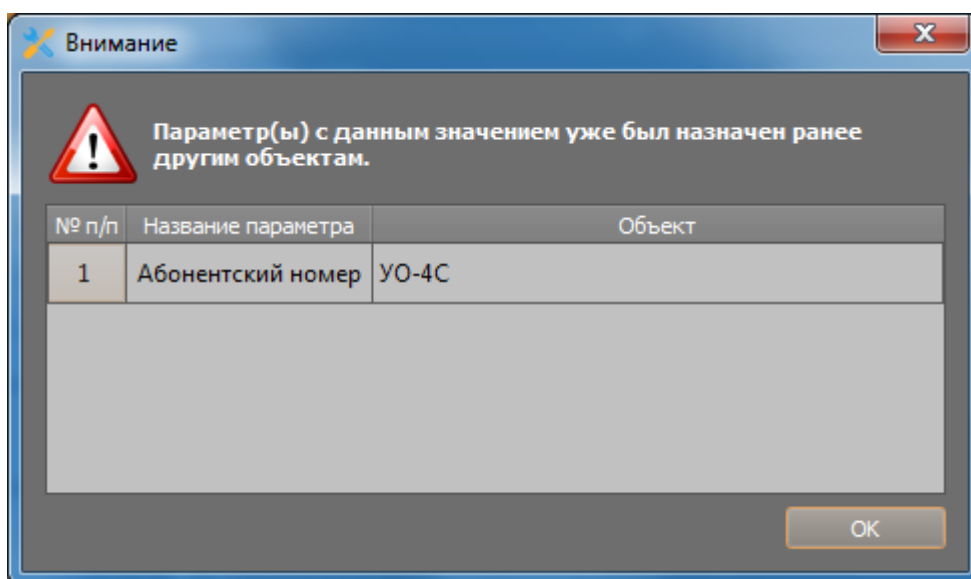 Внимание
Параметр(ы) с данным значением уже был назначен ранее
другим объектам.
№ п/п Название параметра Объект
1 Абонентский номер УО-4С
ОК